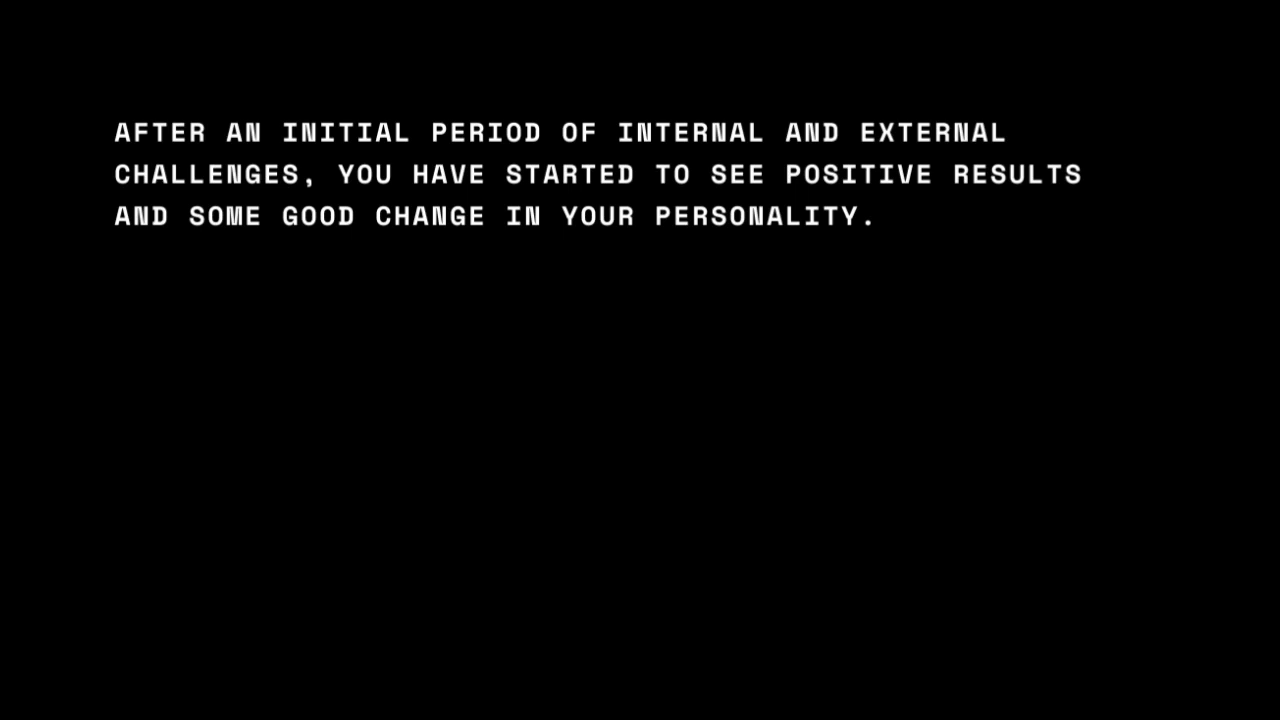 AFTER AN INITIAL PERIOD OF INTERNAL AND EXTERNAL
CHALLENGES, YOU HAVE STARTED TO SEE POSITIVE RESULTS
AND SOME GOOD CHANGE IN YOUR PERSONALITY.